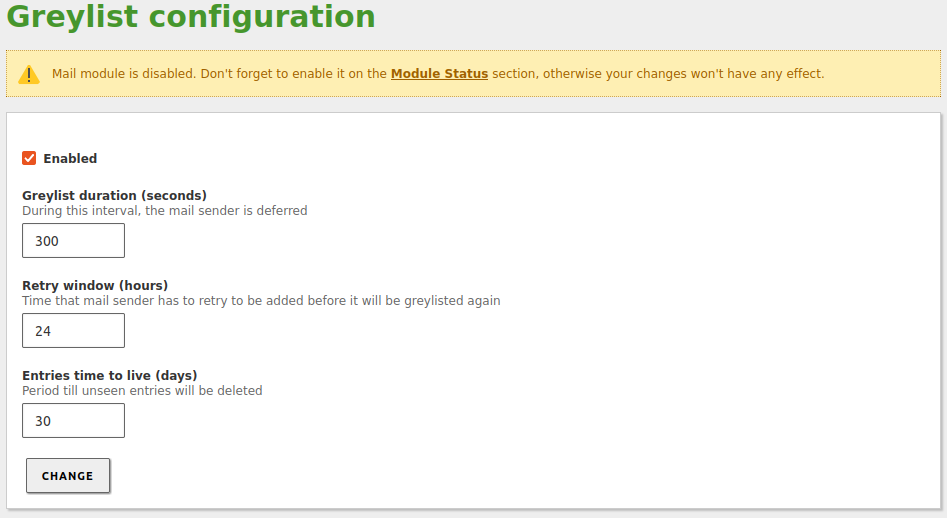 Greylist configuration
Mail module is disabled. Don't forget to enable it on the Module Status section, otherwise your changes won't have any effect.
Enabled
Greylist duration (seconds)
During this interval, the mail sender is deferred
300
Retry window (hours)
Time that mail sender has to retry to be added before it will be greylisted again
24
Entries time to live (days)
Period till unseen entries will be deleted
30
CHANGE